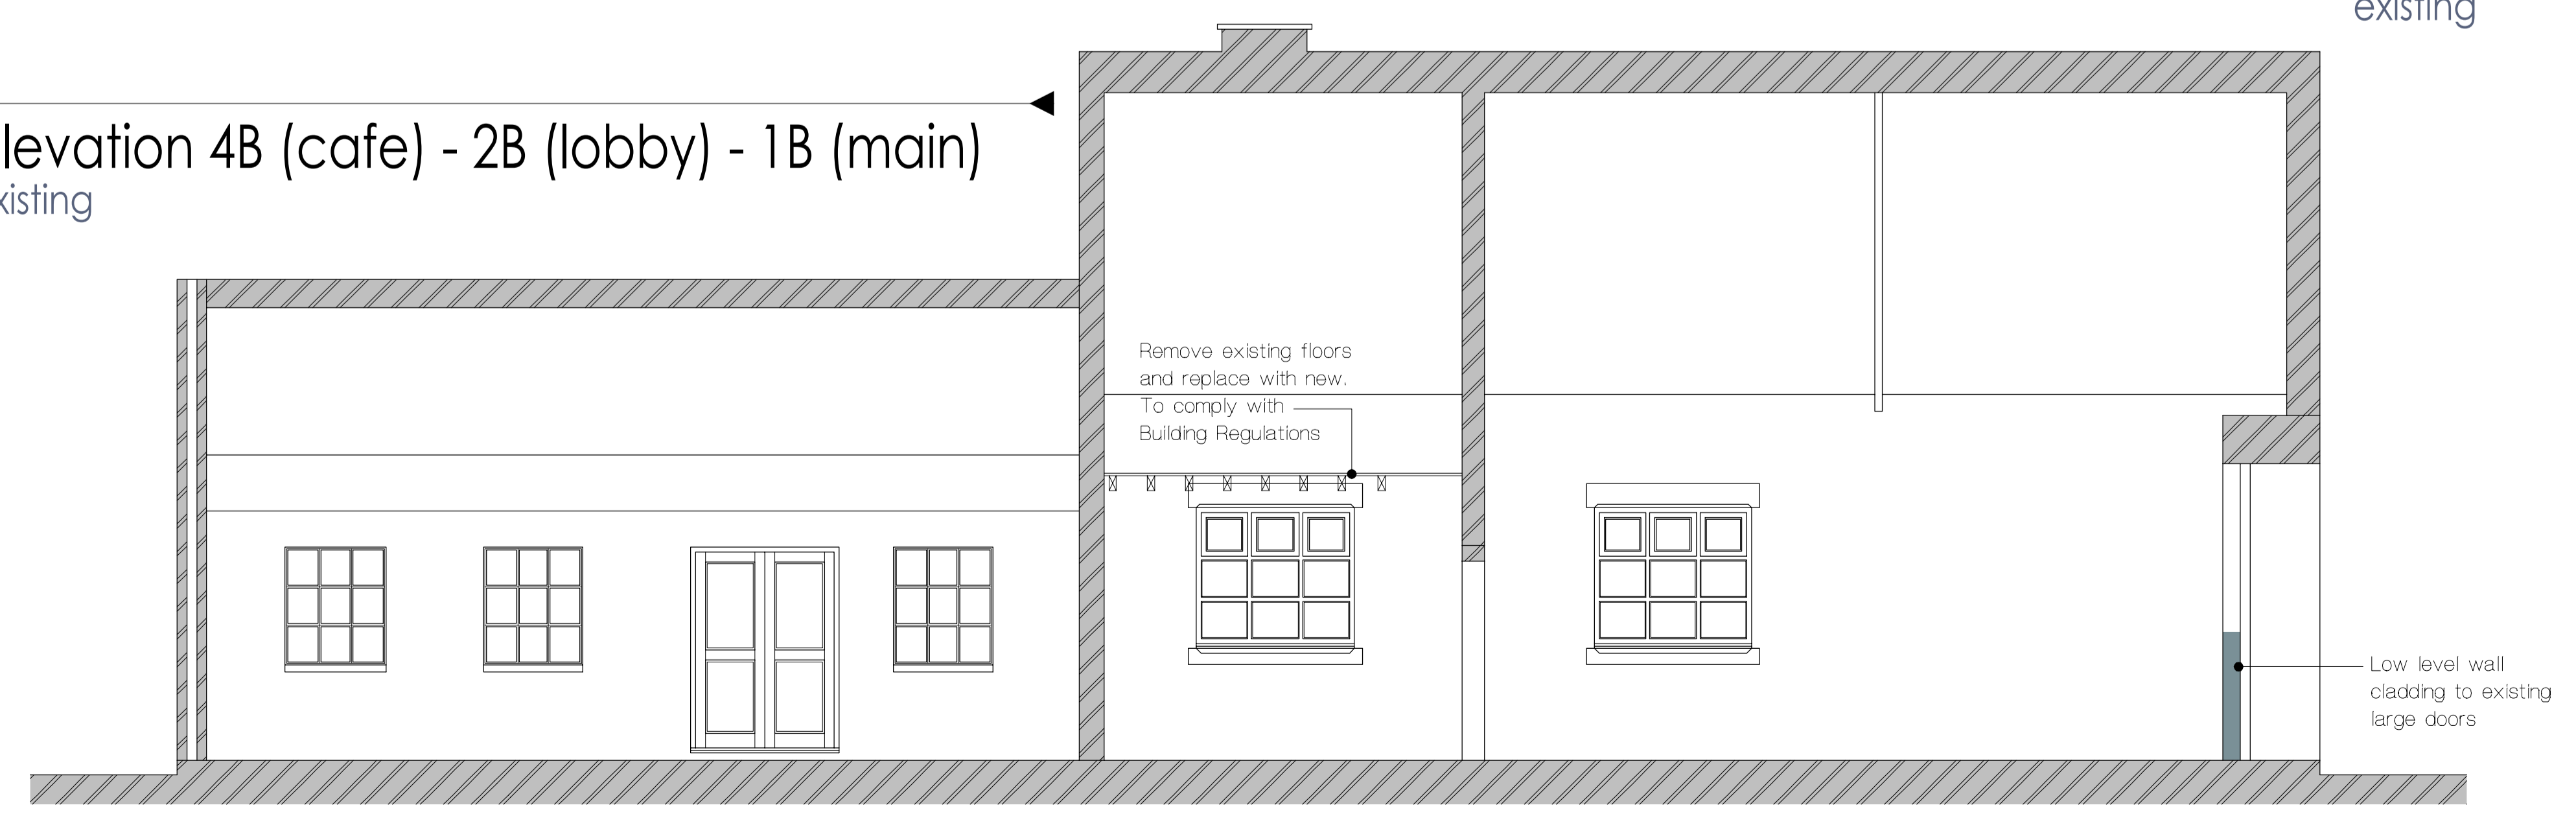 existing
levation 4B (cafe) - 2B (lobby) - 1B (main)
xisting
Remove existing floors
and replace with new.
To comply with
Building Regulations
Low level wall
cladding to existing
large doors